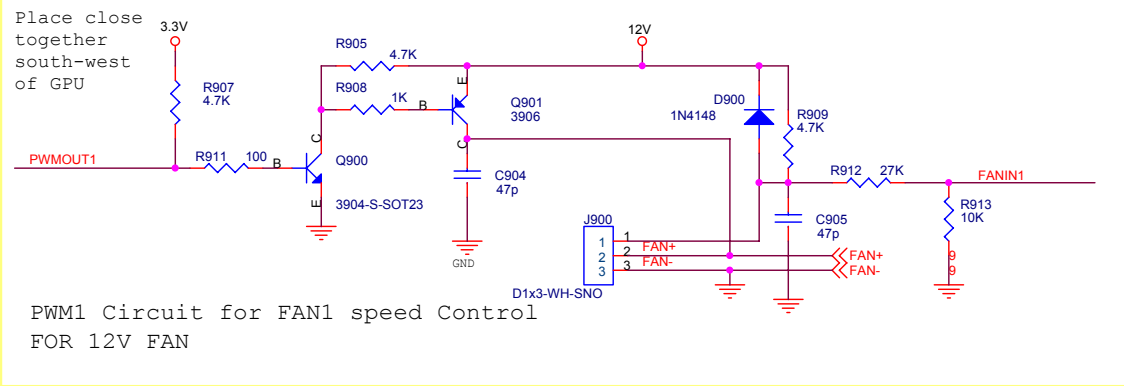 Place close
together
south-west
of GPU
3.3V
12V
R905
4.7K
R907
4.7K
R908
1K
B
E
Q901
3906
D900
1N4148
R909
4.7K
PWMOUT1
R911
100
B
C
Q900
E
3904-S-SOT23
C
C904
47p
GND
R912
27K
FANIN1
R913
10K
C905
47p
J900
1
2
3
1
2
3
FAN+
FAN-
FAN+
FAN-
9
9
D1x3-WH-SNO
PWM1 Circuit for FAN1 speed Control
FOR 12V FAN